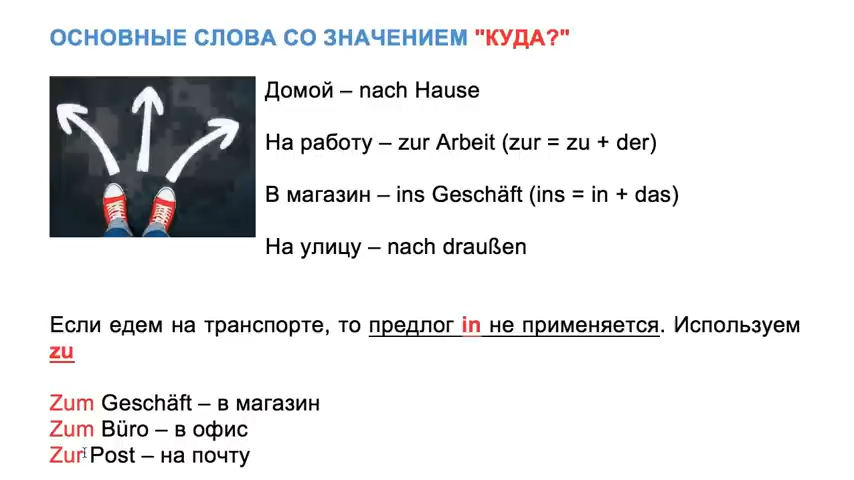 ОСНОВНЫЕ СЛОВА СО ЗНАЧЕНИЕМ "КУДА?"
Домой – nach Hause
На работу – zur Arbeit (zur = zu + der)
В магазин – ins Geschäft (ins = in + das)
На улицу – nach draußen
Если едем на транспорте, то предлог in не применяется. Используем
zu
Zum Geschäft – в магазин
Zum Büro – в офис
Zur Post – на почту